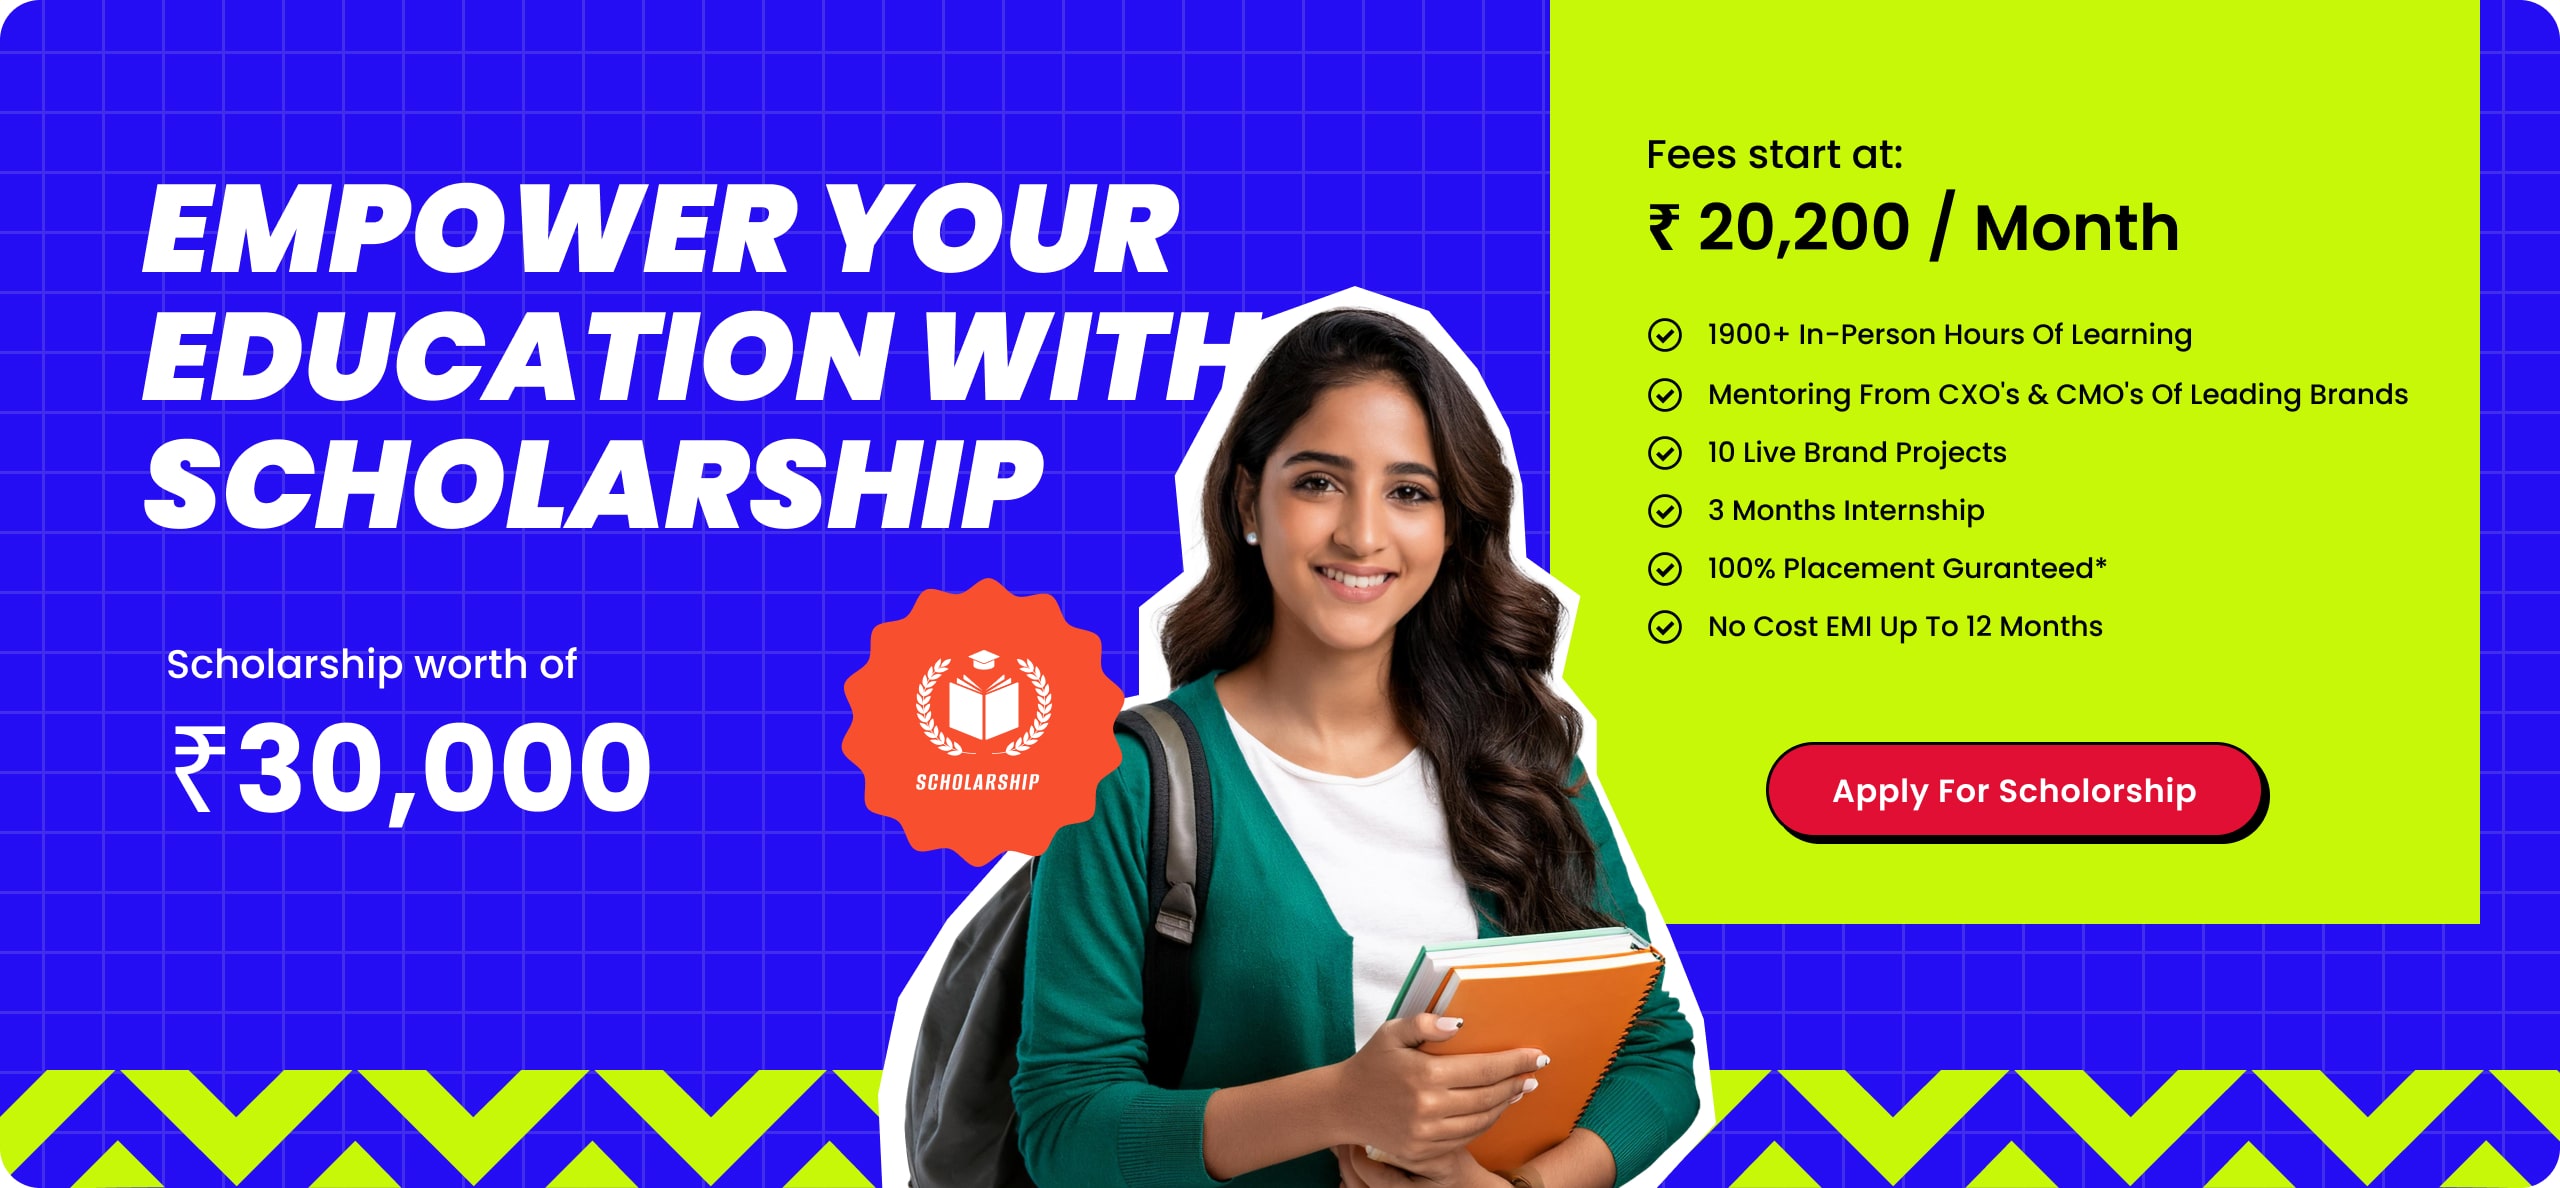 EMPOWER YOUR
EDUCATION WITH
SCHOLARSHIP
Scholarship worth of
₹30,000
SCHOLARSHIP
Fees start at:
₹ 20,200 / Month
1900+ In-Person Hours Of Learning
Mentoring From CXO's & CMO's Of Leading Brands
10 Live Brand Projects
3 Months Internship
100% Placement Guranteed*
No Cost EMI Up To 12 Months
Apply For Scholorship